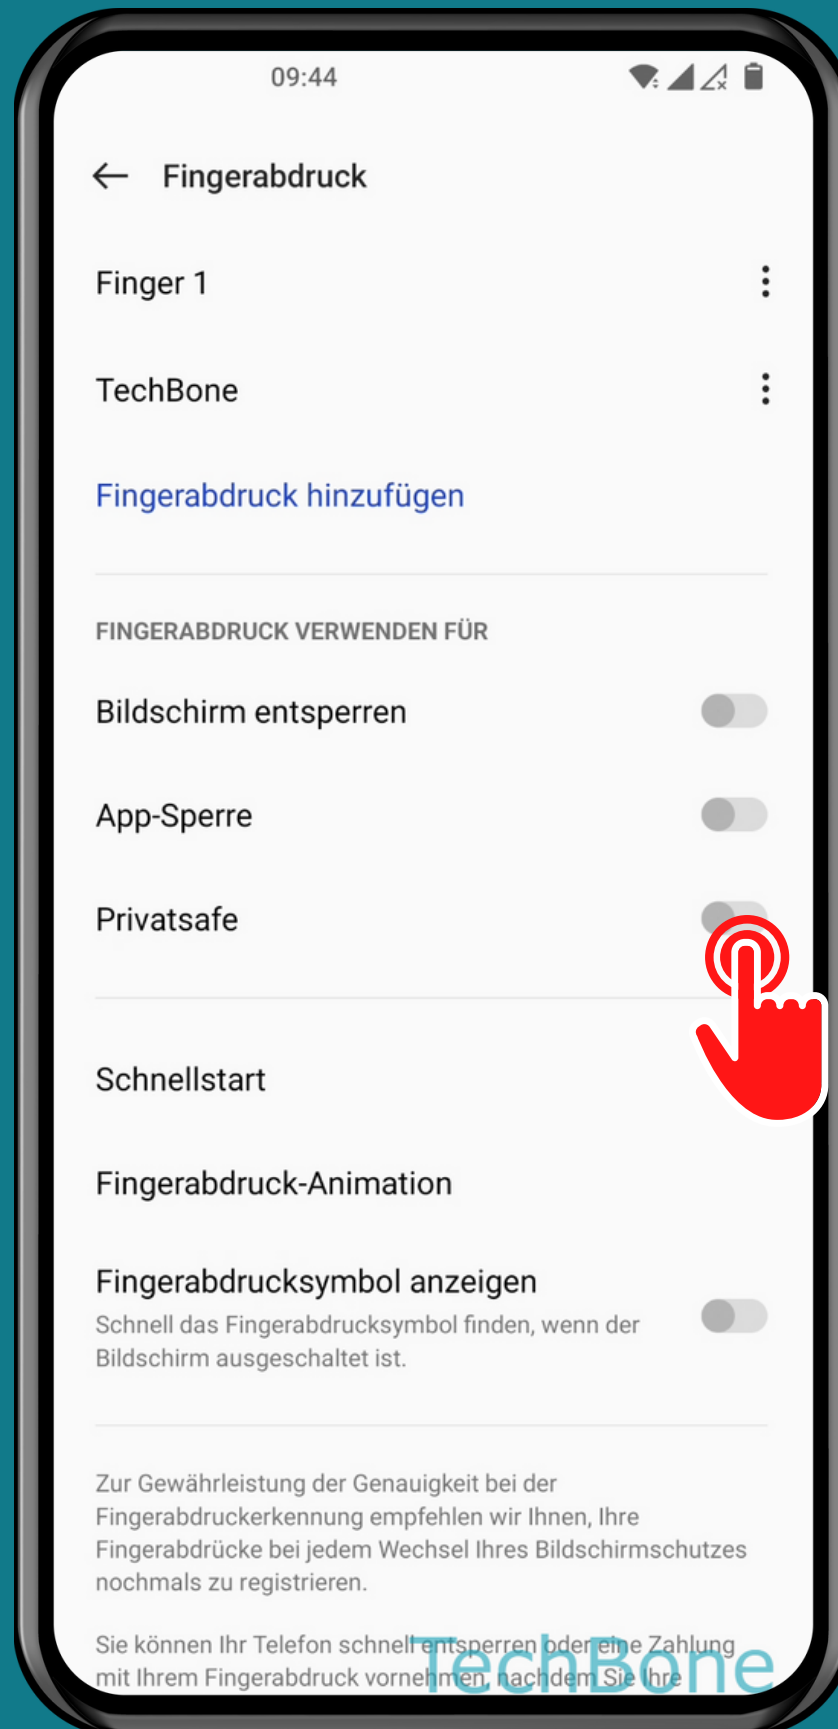 09:44
Fingerabdruck
Finger 1
TechBone
Fingerabdruck hinzufügen
FINGERABDRUCK VERWENDEN FÜR
Bildschirm entsperren
App-Sperre
Privatsafe
Schnellstart
Fingerabdruck-Animation
Fingerabdrucksymbol anzeigen
Schnell das Fingerabdrucksymbol finden, wenn der
Bildschirm ausgeschaltet ist.
Zur Gewährleistung der Genauigkeit bei der
Fingerabdruckerkennung empfehlen wir Ihnen, Ihre
Fingerabdrücke bei jedem Wechsel Ihres Bildschirmschutzes
nochmals zu registrieren.
Sie können Ihr Telefon schnell entsperren oder eine Zahlung
mit Ihrem Fingerabdruck vornehmen, nachdem Sie Ihre
TechBone